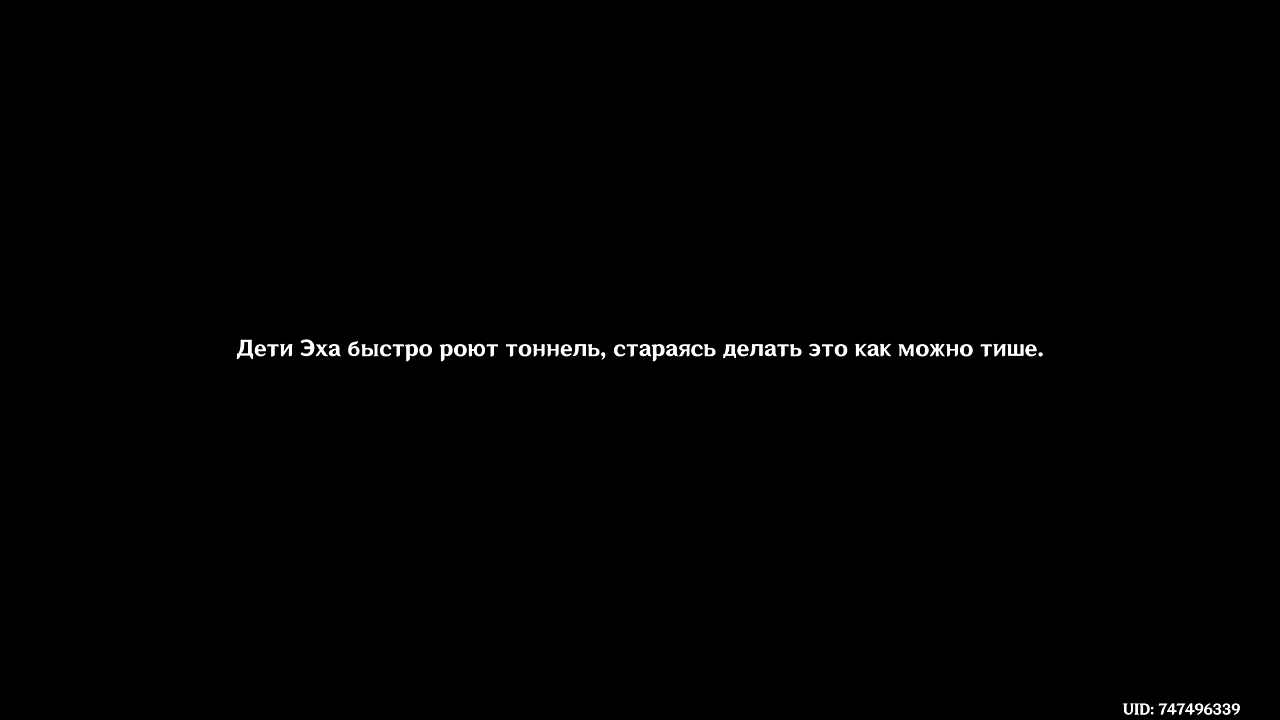 Дети Эха быстро роют тоннель, стараясь делать это как можно тише.
UID: 747496339